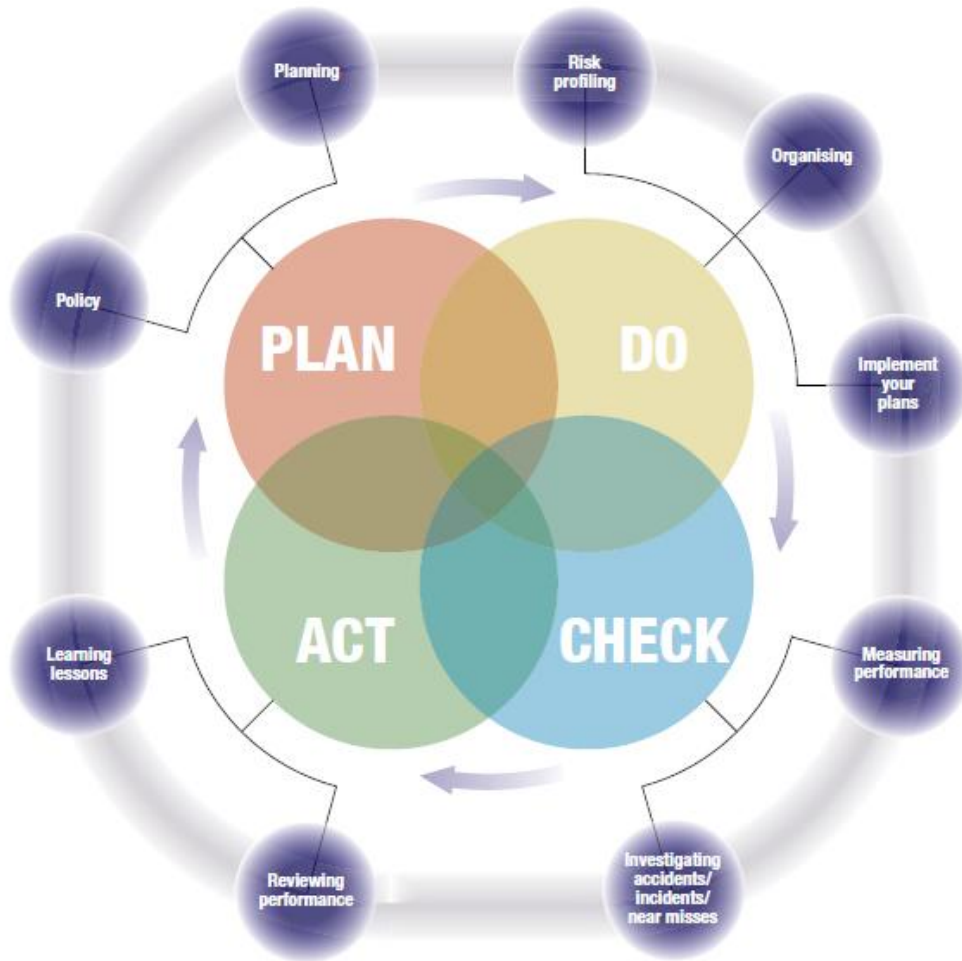 Planning
Risk
profiling
Organising
Policy
PLAN
DO
Implement
your
plans
ACT
CHECK
Learning
lessons
Measuring
performance
Reviewing
performance
Investigating
accidents/
incidents/
near misses